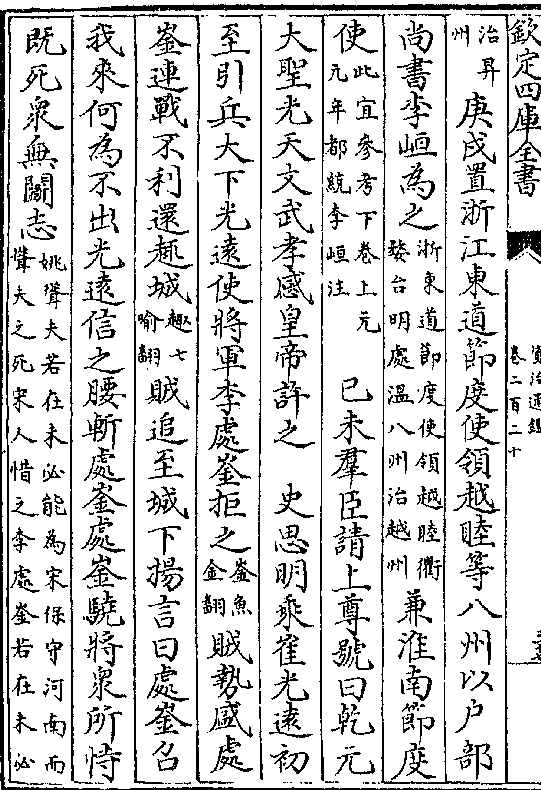 欽定四庫全書
資治通鑑
卷二百二十
治昇
州
庚戌置浙江東道節度使領越睦等八州以户部
尚書李峘為之
浙東道節度使領越睦衢
婺台明處温八州治越州
兼淮南節度
使
此宜參考下卷上元
元年都統李峘注
己未羣臣請上尊號曰乾元
大聖光天文武孝感皇帝許之 史思明乘崔光遠初
至引兵大下光遠使將軍李處崟拒之
崟魚
金翻
賊勢盛處
崟連戰不利還趣城
趣七
喻翻
賊追至城下揚言曰處崟召
我來何為不出光遠信之腰斬處崟處崟驍將衆所恃
既死衆無鬬志
姚聳夫若在未必能為宋保守河南而
聳夫之死宋人惜之李處崟若在未必